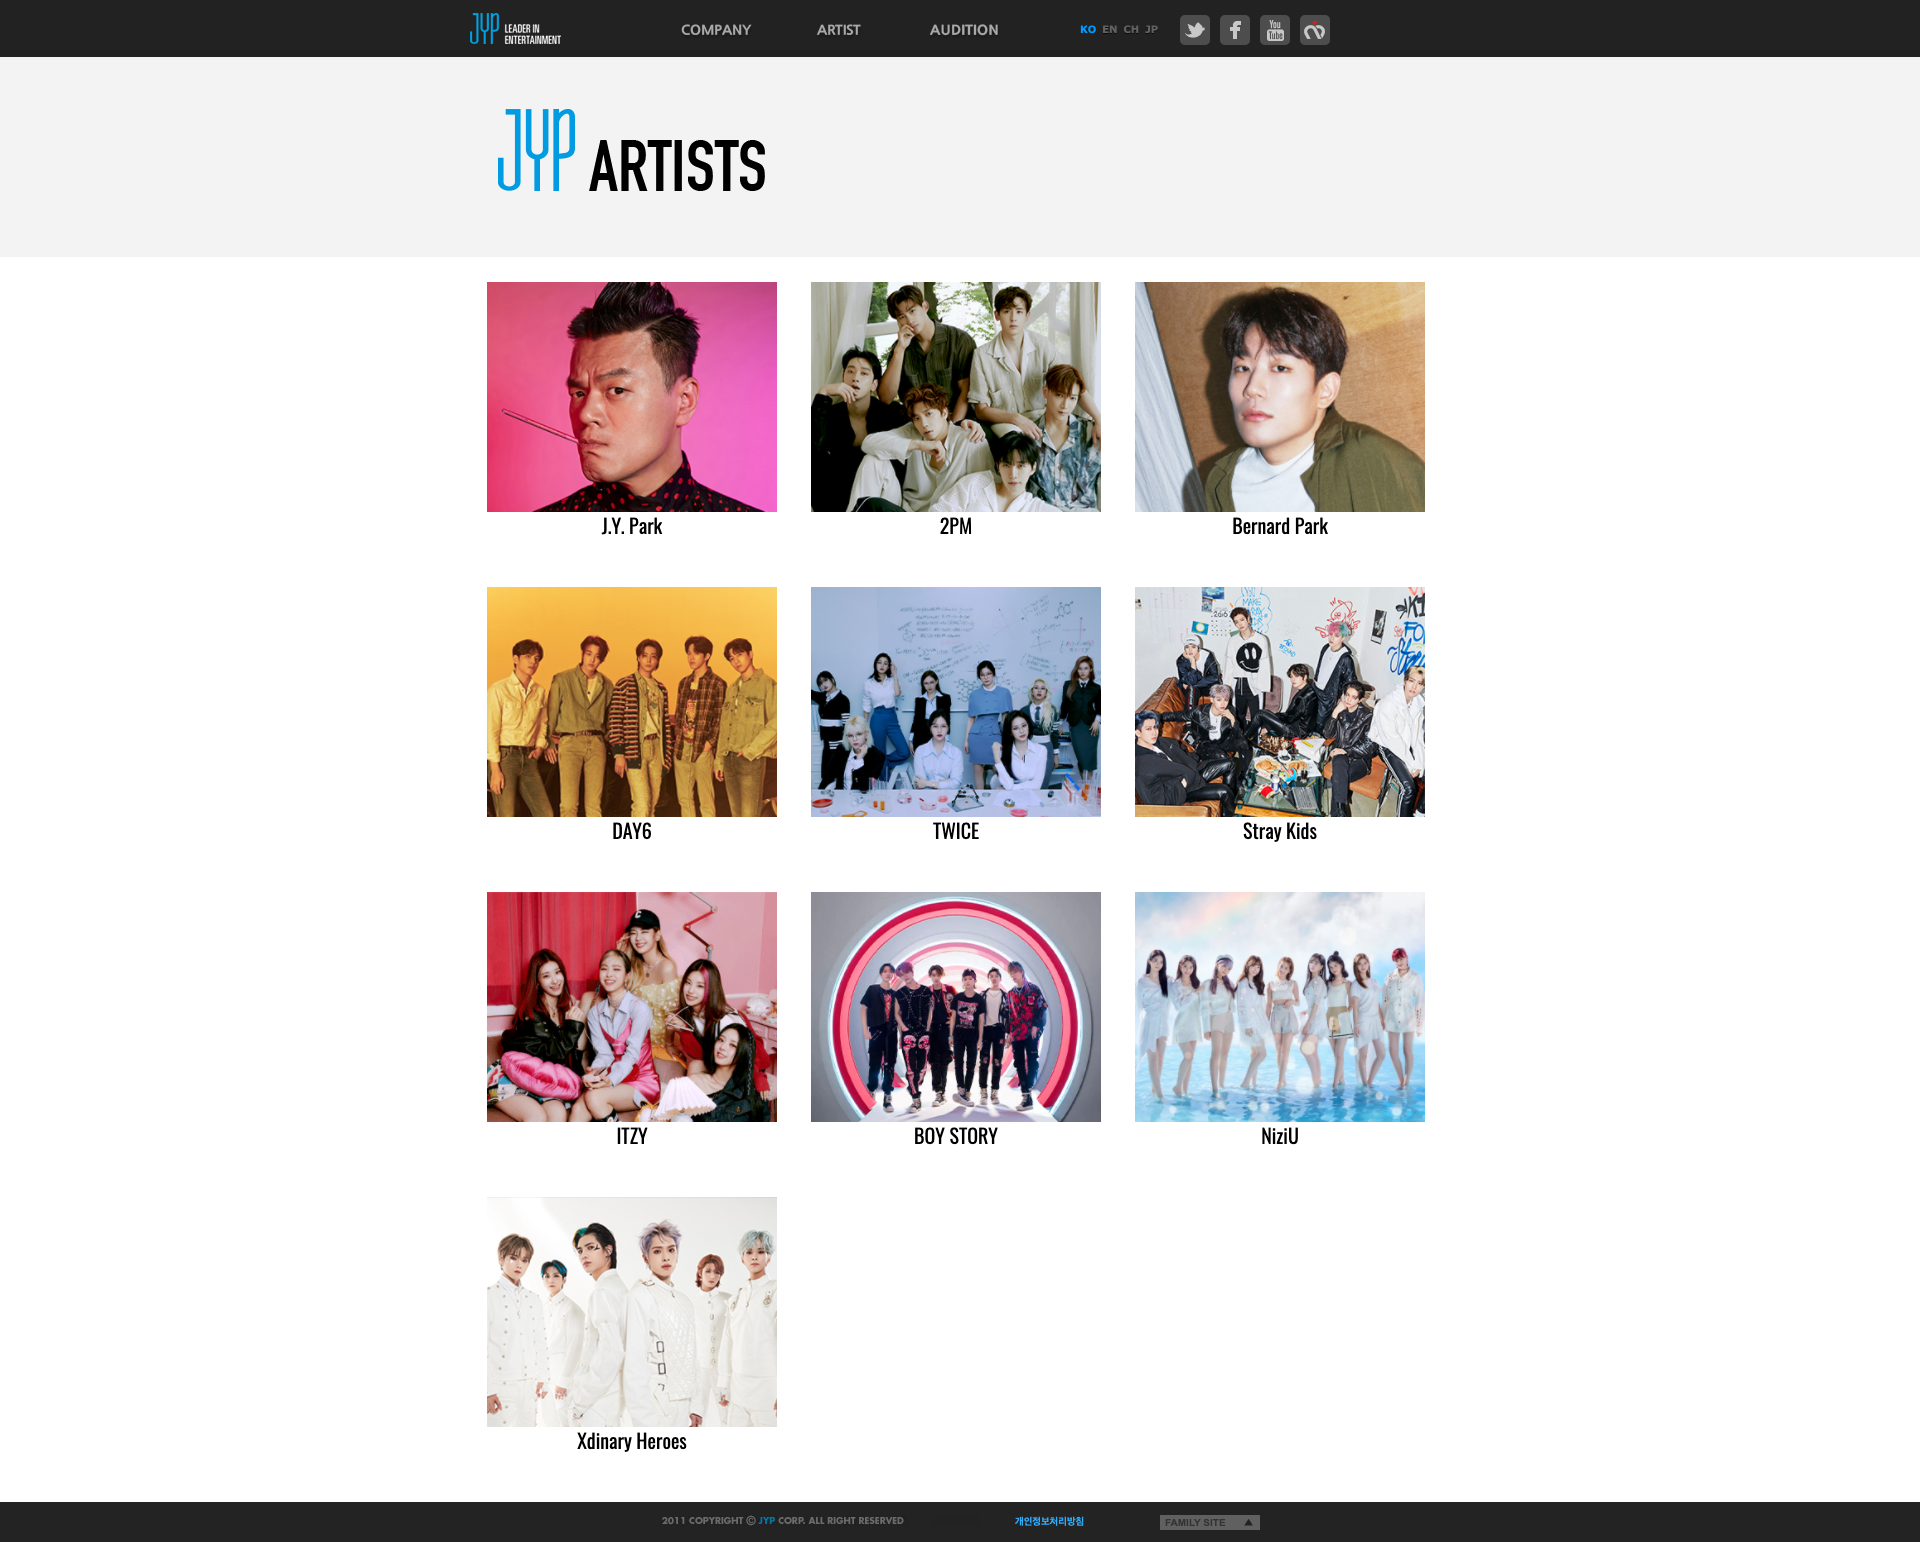 JYP LEADER IN ENTERTAINMENT
COMPANY ARTIST AUDITION KO EN CH JP You Tube
JYP ARTISTS
J.Y. Park 2PM Bernard Park
DAY6 TWICE Stray Kids
ITZY BOY STORY NiziU
Xdinary Heroes
2011 COPYRIGHT © JYP CORP. ALL RIGHT RESERVED 개인정보처리방침 FAMILY SITE ▲